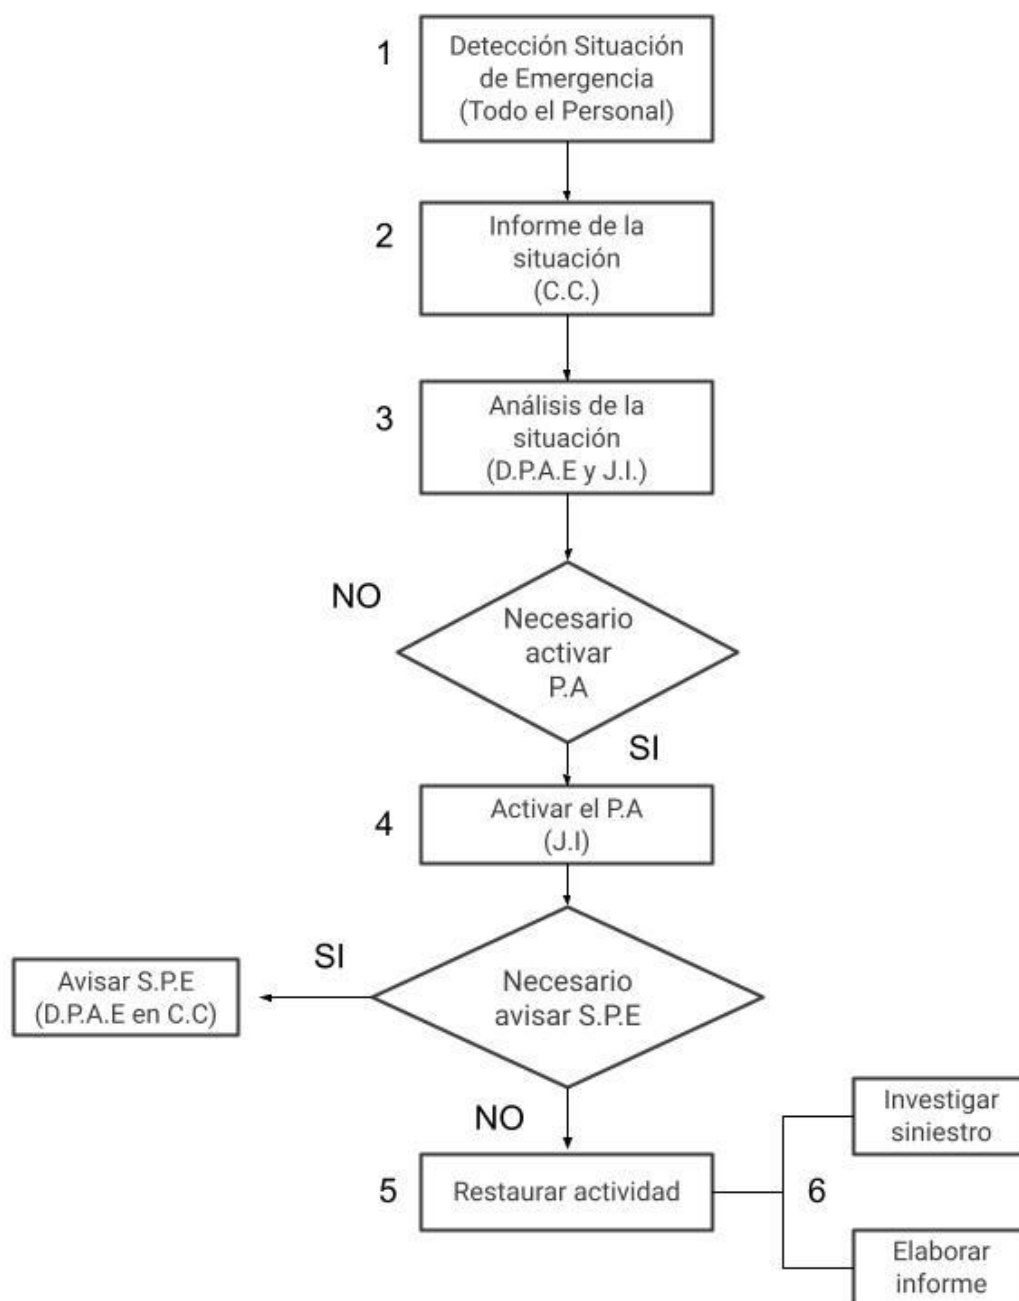 1
Detección Situación
de Emergencia
(Todo el Personal)
2
Informe de la
situación
(C.C.)
3
Análisis de la
situación
(D.P.A.E y J.I.)
NO
Necesario
activar
P.A
SI
4
Activar el P.A
(J.I)
SI
Necesario
avisar S.P.E
Avisar S.P.E
(D.P.A.E en C.C)
NO
5
Restaurar actividad
6
Investigar
siniestro
Elaborar
informe